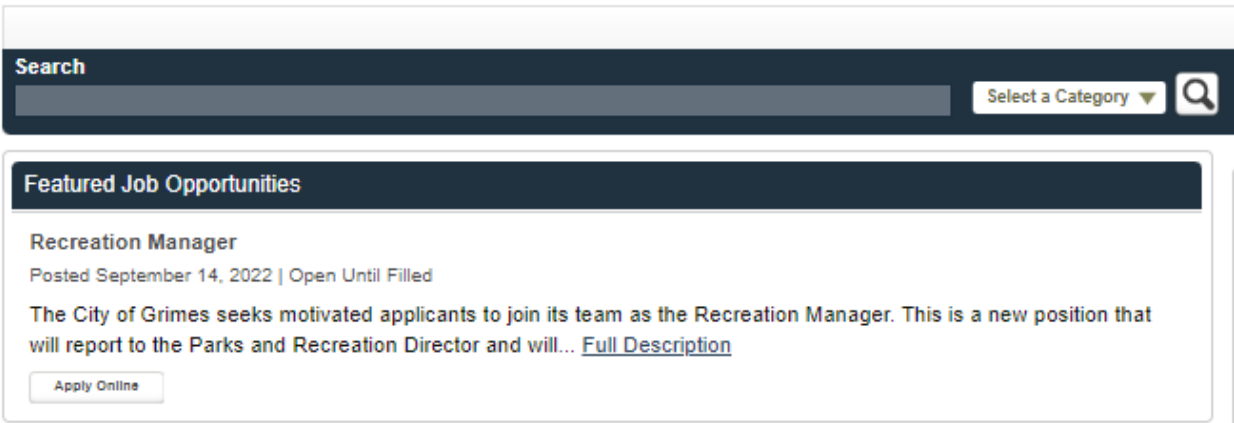 Search
Select a Category
Featured Job Opportunities
Recreation Manager
Posted September 14, 2022 | Open Until Filled
The City of Grimes seeks motivated applicants to join its team as the Recreation Manager. This is a new position that
will report to the Parks and Recreation Director and will... Full Description
Apply Online